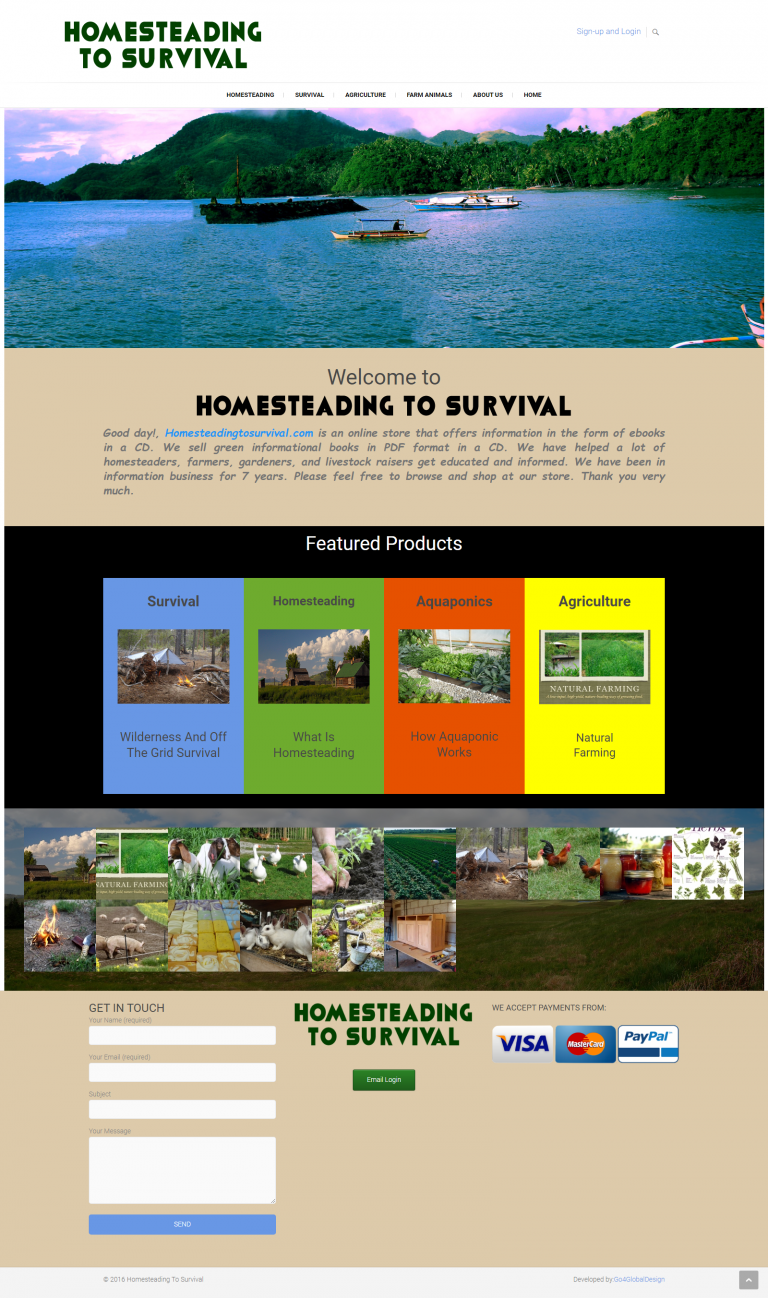 HOMESTEADING
TO SURVIVAL
Sign-up and Login
HOMESTEADING
SURVIVAL
AGRICULTURE
FARM ANIMALS
ABOUT US
HOME
Welcome to
HOMESTEADING TO SURVIVAL
Good day!, Homesteadingtosurvival.com is an online store that offers information in the form of ebooks
in a CD. We sell green informational books in PDF format in a CD. We have helped a lot of
homesteaders, farmers, gardeners, and livestock raisers get educated and informed. We have been in
information business for 7 years. Please feel free to browse and shop at our store. Thank you very
much.
Featured Products
Survival
Homesteading
Aquaponics
Agriculture
NATURAL FARMING
Wilderness And Off
The Grid Survival
What Is
Homesteading
How Aquaponic
Works
Natural
Farming
NATURAL FARMING
Herbs
GET IN TOUCH
Your Name (required)
Your Email (required)
Subject
Your Message
SEND
HOMESTEADING
TO SURVIVAL
Email Login
WE ACCEPT PAYMENTS FROM:
VISA
MasterCard
PayPal
© 2016 Homesteading To Survival
Developed by:Go4GlobalDesign